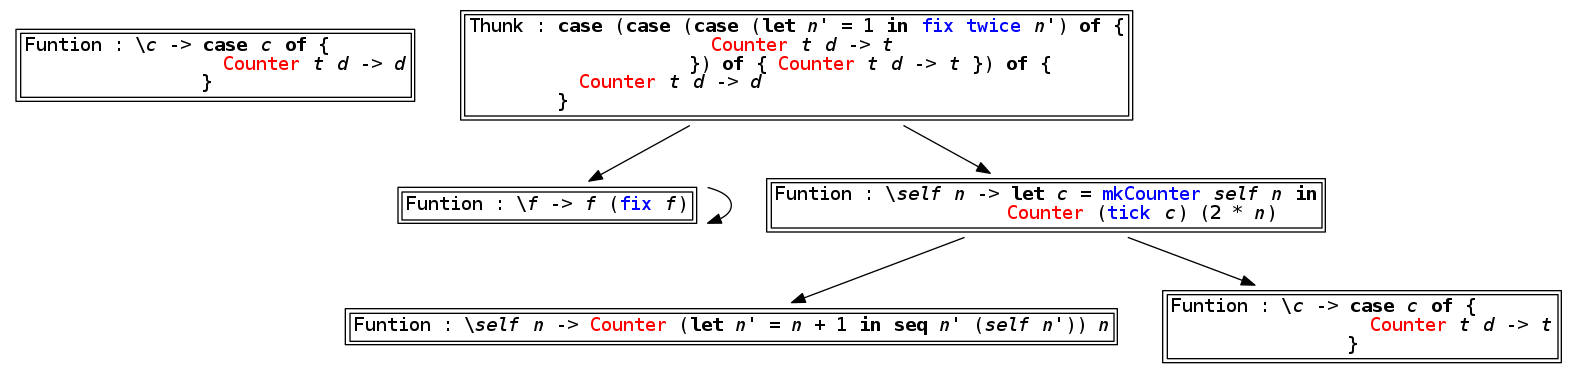 Funtion : \c -> case c of {
Counter t d -> d
}
Thunk : case (case (case (let n' = 1 in fix twice n') of {
Counter t d -> t
}) of { Counter t d -> t }) of {
Counter t d -> d
}
Funtion : \f -> f (fix f)
Funtion : \self n -> let c = mkCounter self n in
Counter (tick c) (2 * n)
Funtion : \self n -> Counter (let n' = n + 1 in seq n' (self n')) n
Funtion : \c -> case c of {
Counter t d -> t
}